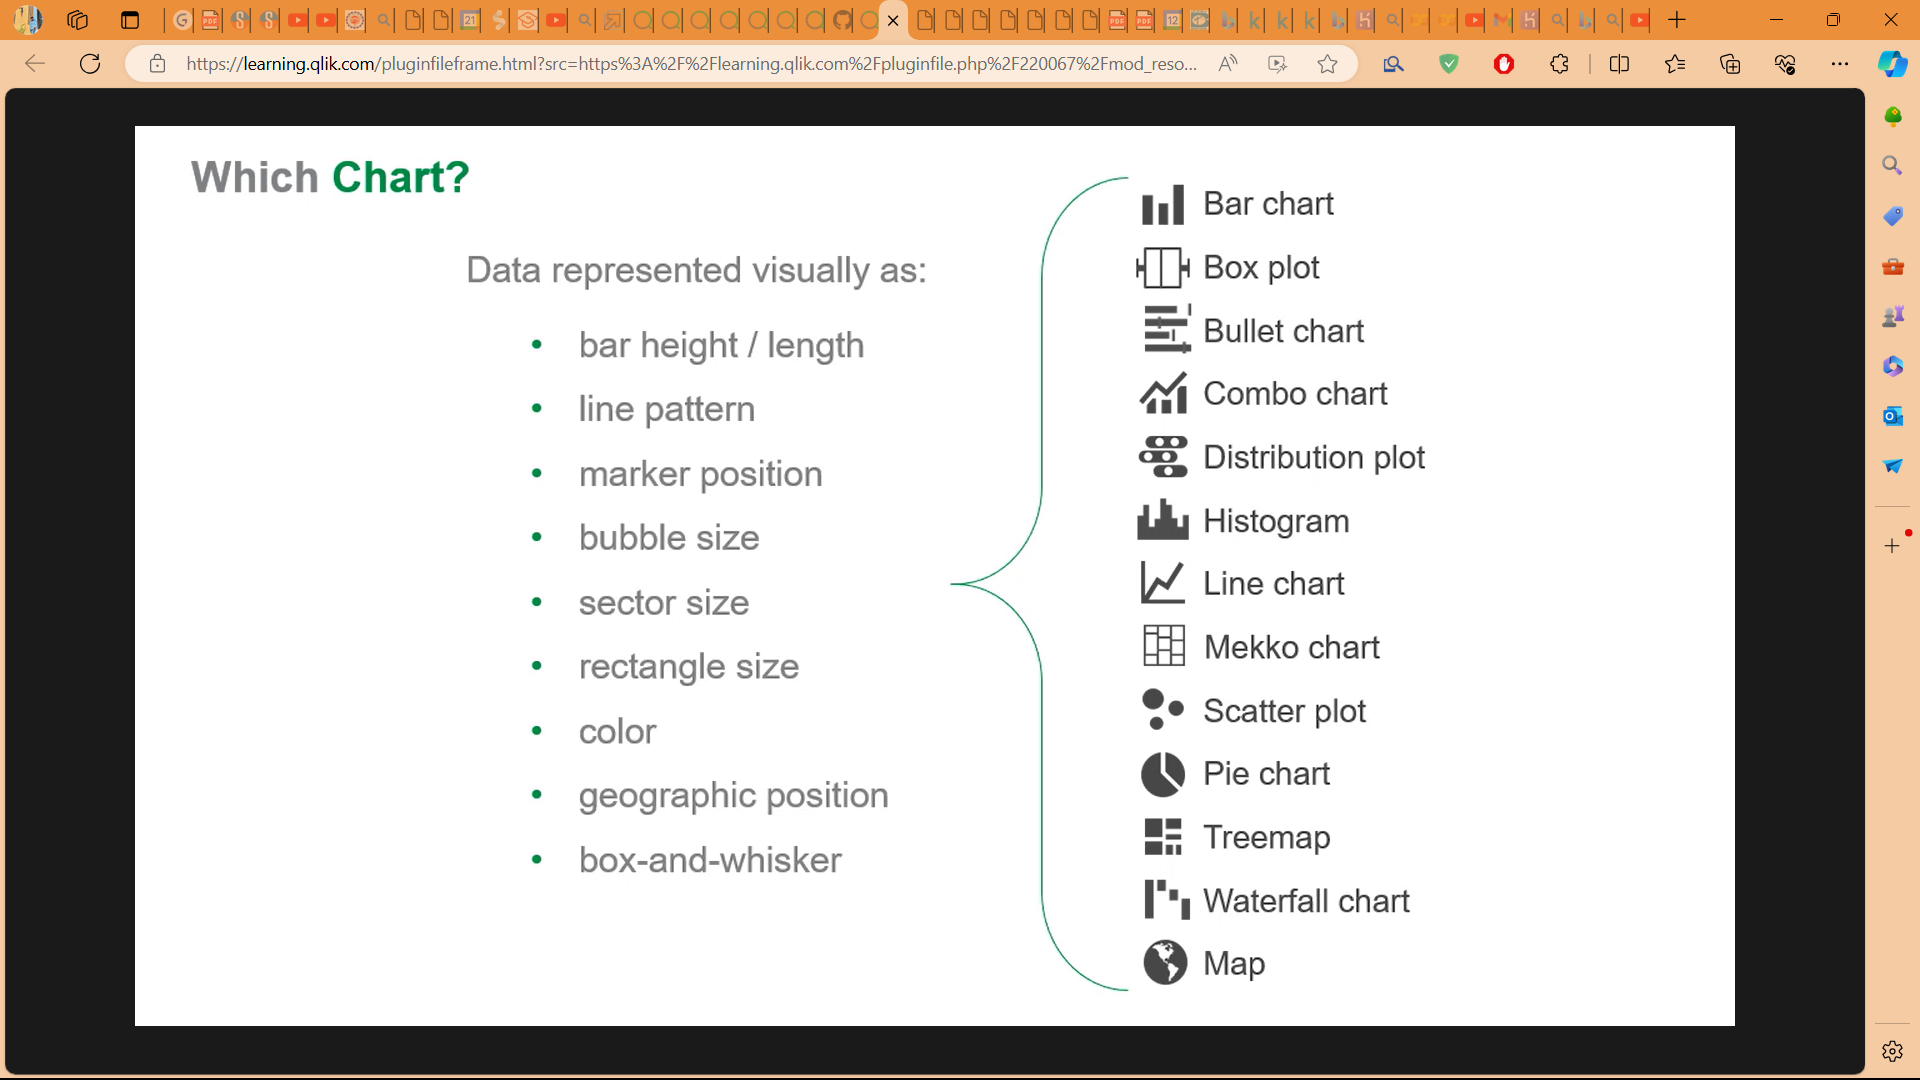 https://learning.qlik.com/pluginfileframe.html?src=https%3A%2F%2Flearning.qlik.com%2Fpluginfile.php%2F220067%2Fmod_reso...
Which Chart?
Data represented visually as:
• bar height / length
• line pattern
• marker position
• bubble size
• sector size
• rectangle size
• color
• geographic position
• box-and-whisker
Bar chart
Box plot
Bullet chart
Combo chart
Distribution plot
Histogram
Line chart
Mekko chart
Scatter plot
Pie chart
Treemap
Waterfall chart
Map